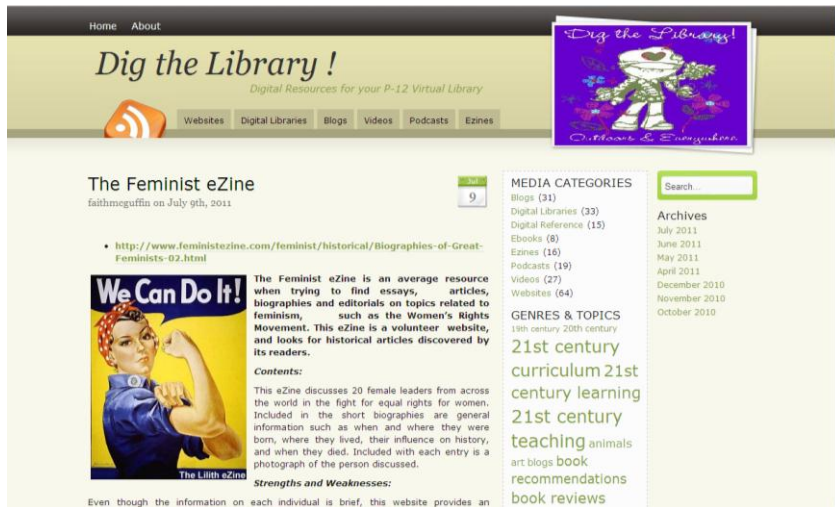 Home About
Dig the Library !
Digital Resources for your P-12 Virtual Library
Websites Digital Libraries Blogs Videos Podcasts Ezines
Dig the Library!
Outdoors & Everywhere
The Feminist eZine
faithmcguffin on July 9th, 2011
Jul
9
http://www.feministezine.com/feminist/historical/Biographies-of-Great-
Feminists-02.html
We Can Do It!
The Lilith eZine
The Feminist eZine is an average resource
when trying to find essays, articles,
biographies and editorials on topics related to
feminism, such as the Women's Rights
Movement. This eZine is a volunteer website,
and looks for historical articles discovered by
its readers.
Contents:
This eZine discusses 20 female leaders from across
the world in the fight for equal rights for women.
Included in the short biographies are general
information such as when and where they were
born, where they lived, their influence on history,
and when they died. Included with each entry is a
photograph of the person discussed.
Strengths and Weaknesses:
Even though the information on each individual is brief, this website provides an
MEDIA CATEGORIES
Blogs (31)
Digital Libraries (33)
Digital Reference (15)
Ebooks (8)
Ezines (16)
Podcasts (19)
Videos (27)
Websites (64)
GENRES & TOPICS
19th century 20th century
21st century
curriculum 21st
century learning
21st century
teaching animals
art blogs book
recommendations
book reviews
Search...
Archives
July 2011
June 2011
May 2011
April 2011
December 2010
November 2010
October 2010